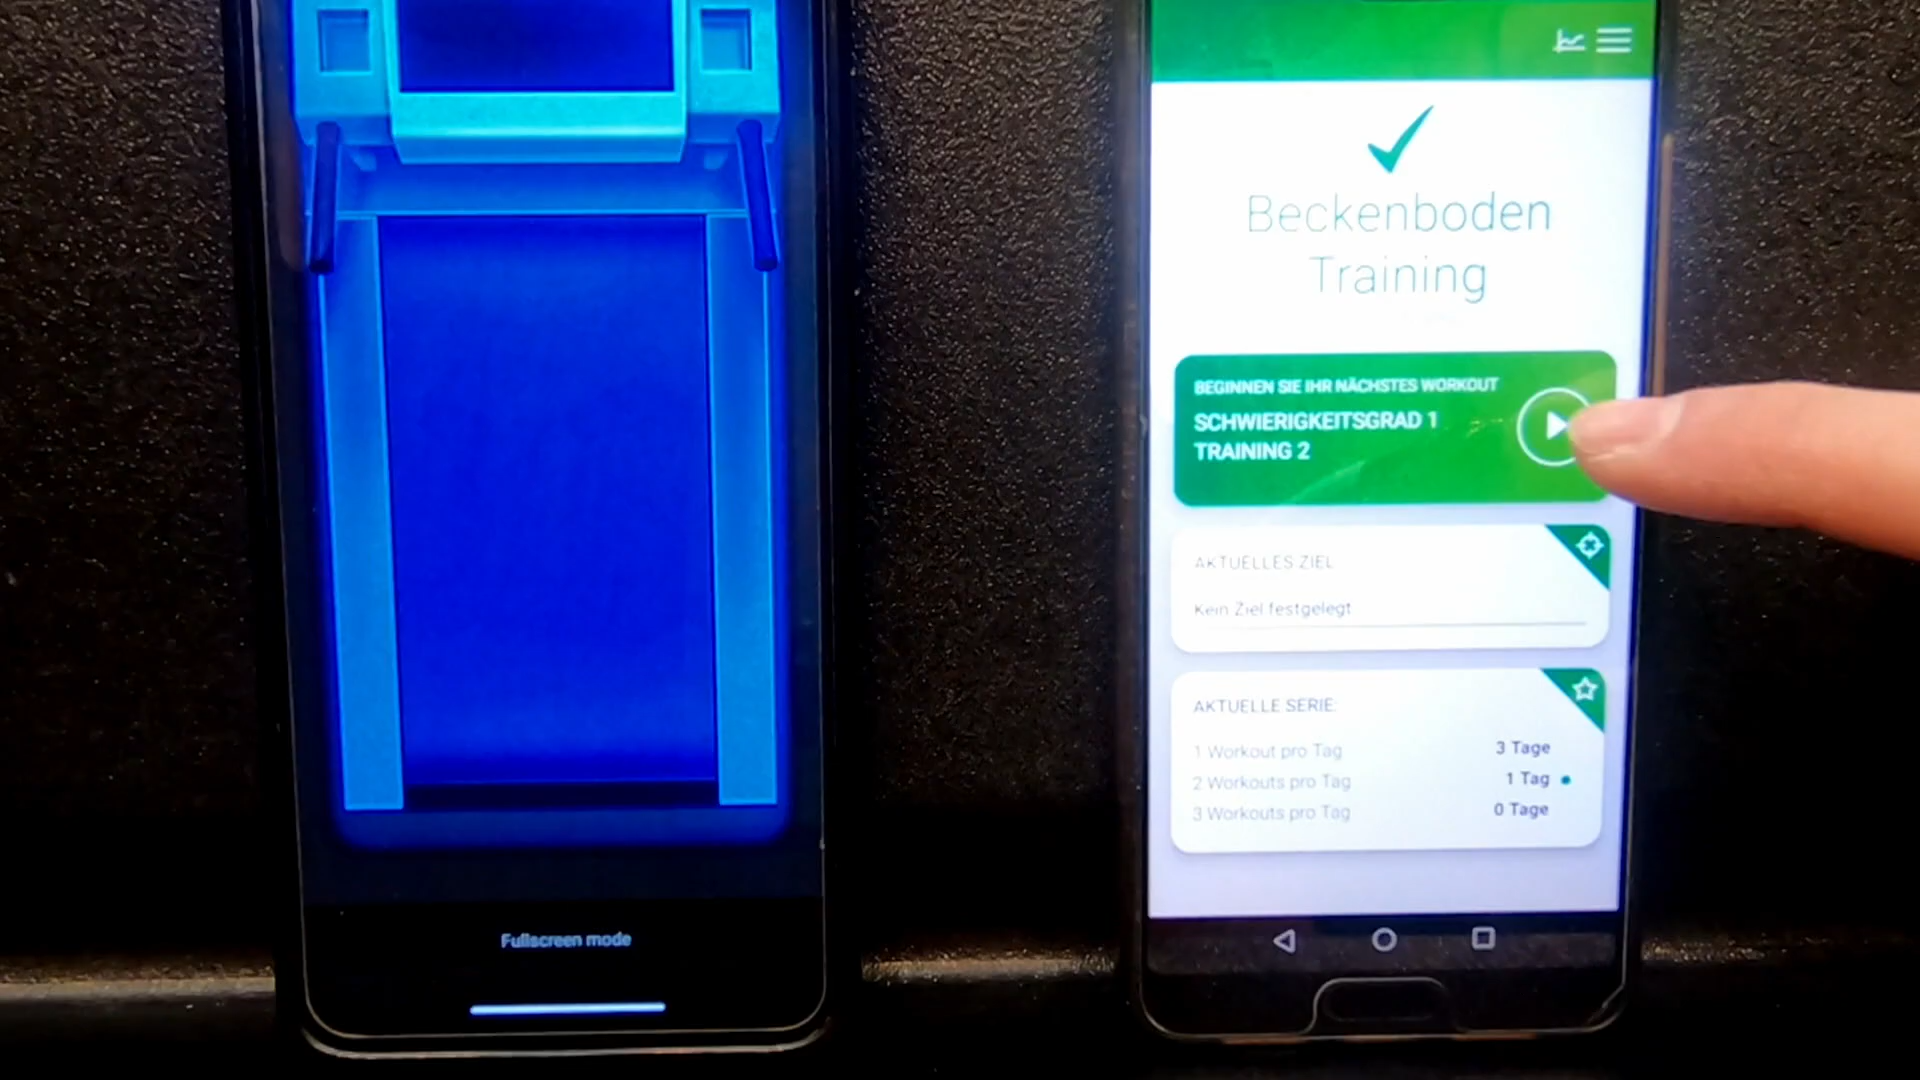 Fullscreen mode
Beckenboden
Training
BEGINNEN SIE IHR NÄCHSTES WORKOUT
SCHWIERIGKEITSGRAD 1
TRAINING 2
AKTUELLES ZIEL
Kein Ziel festgelegt
AKTUELLE SERIE:
1 Workout pro Tag 3 Tage
2 Workouts pro Tag 1 Tag
3 Workouts pro Tag 0 Tage